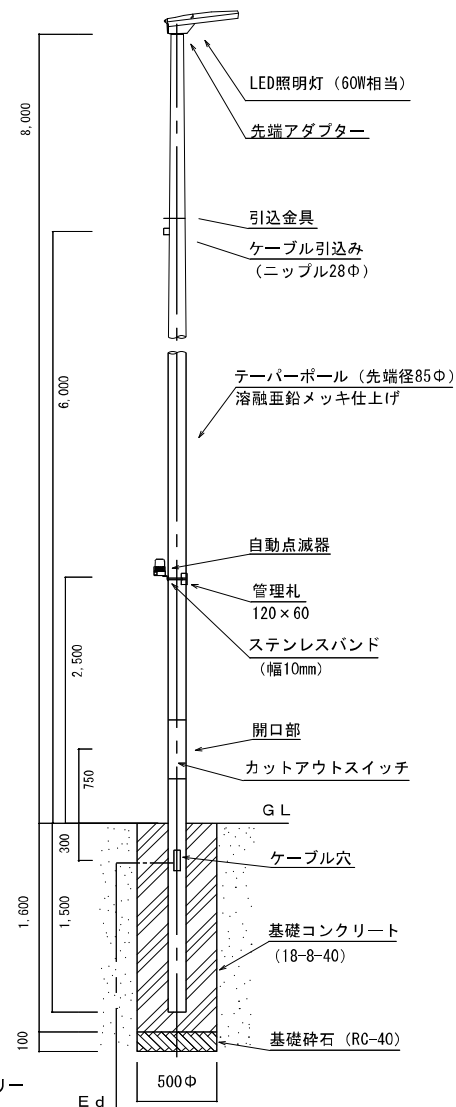 8,000
LED照明灯（60W相当）
先端アダプター
引込金具
ケーブル引込み
（ニップル28Φ）
6,000
テーパーポール（先端径85Φ）
溶融亜鉛メッキ仕上げ
自動点滅器
管理札
120×60
ステンレスバンド
（幅10mm）
2,500
開口部
カットアウトスイッチ
750
GL
300
ケーブル穴
1,600
1,500
基礎コンクリート
（18-8-40）
100
基礎砕石（RC-40）
リー
500Φ
Ed